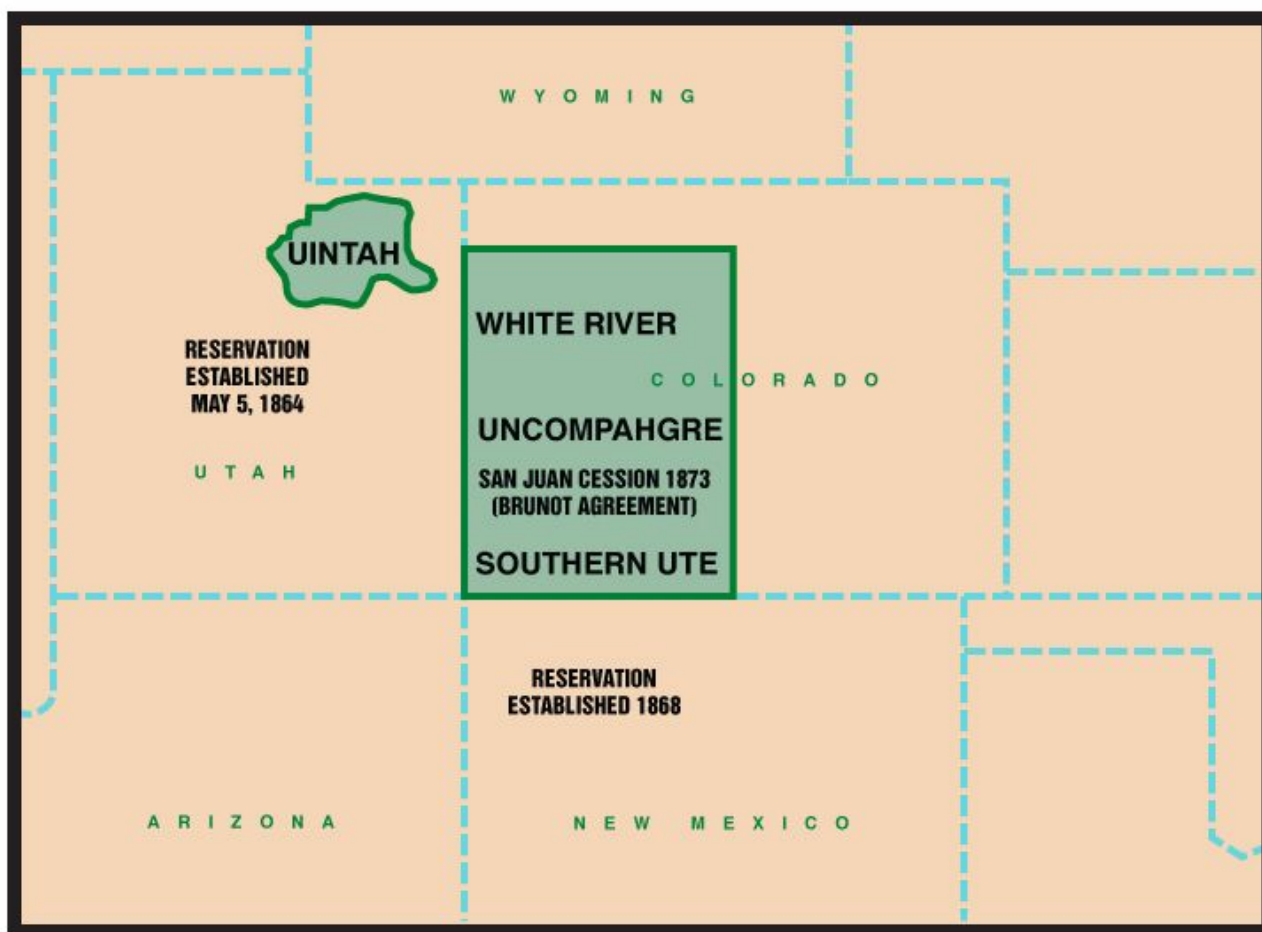 WYOMING
UINTAH
WHITE RIVER
RESERVATION
ESTABLISHED
MAY 5, 1864
COLORADO
UNCOMPAHGRE
UTAH
SAN JUAN CESSION 1873
(BRUNOT AGREEMENT)
SOUTHERN UTE
RESERVATION
ESTABLISHED 1868
ARIZONA
NEW MEXICO